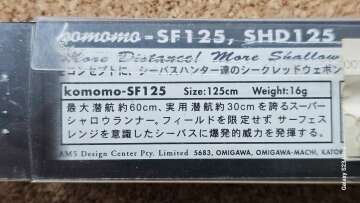 komomo-SF125, SHD125
More Distance! More Shallow
をコンセプトに、シーバスハンター達のシークレットウェポン
komomo-SF125 Size:125cm Weight:16g
最大潜航約60cm、実用潜航約30cmを誇るスーパー
シャロウランナー。フィールドを限定せず サーフェス
レンジを意識したシーバスに爆発的威力を発揮する。
AMS Design Center Pty. Limited 5683, OMIGAWA, OMIGAWA-MACHI, KATOR